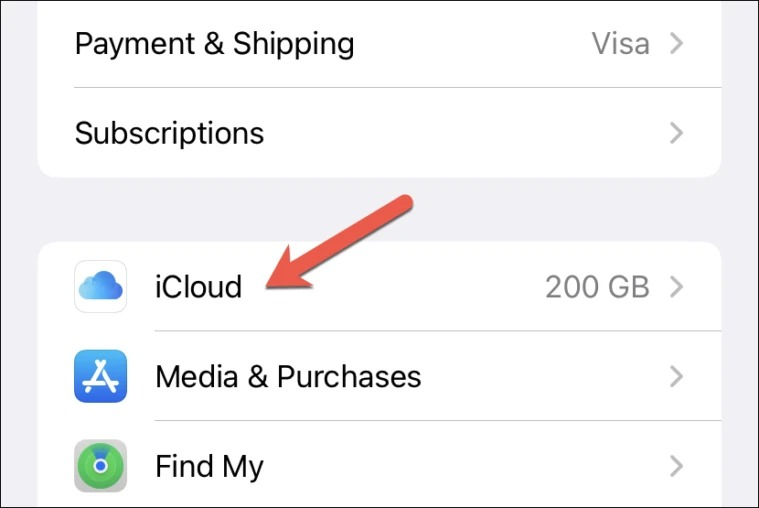 Payment & Shipping Visa
Subscriptions
iCloud 200 GB
Media & Purchases
Find My